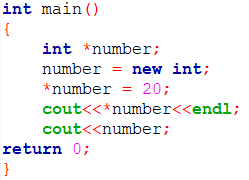 int main()
{
    int *number;
    number = new int;
    *number = 20;
    cout<<*number<<endl;
    cout<<number;
return 0;
}